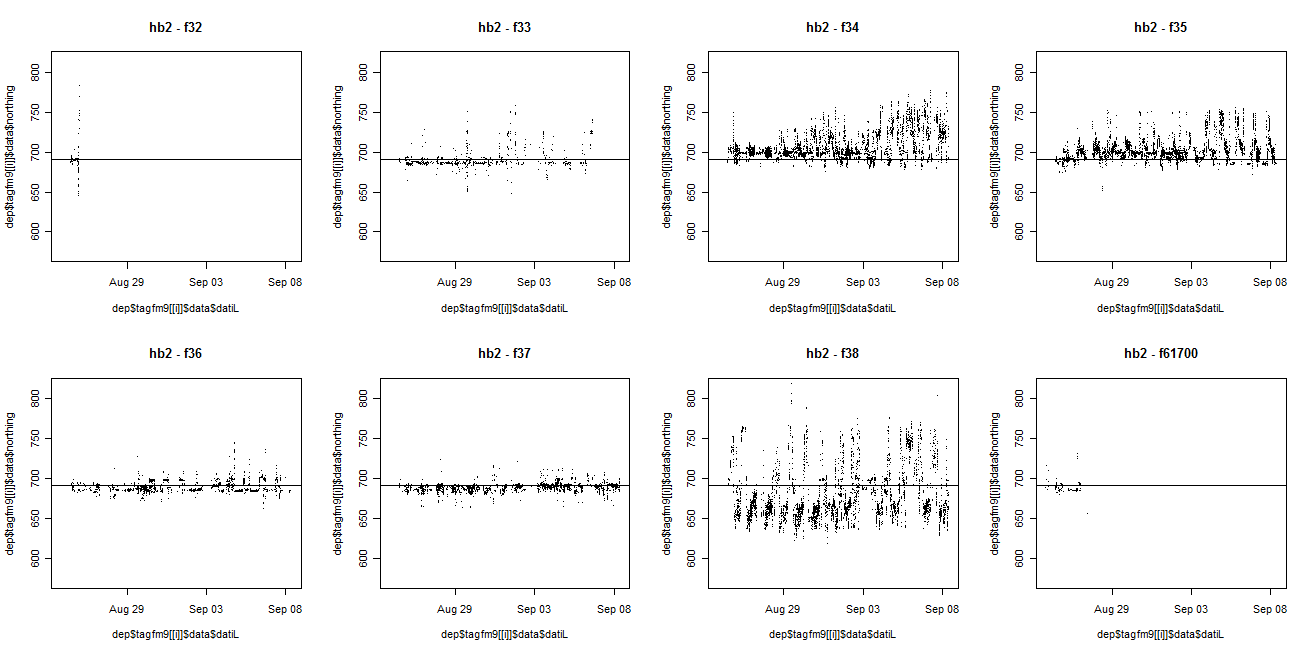 hb2 - f32
dep$tagfm9[[i]]$data$northing
800
750
700
650
600
Aug 29 Sep 03 Sep 08
dep$tagfm9[[i]]$data$datiL
hb2 - f33
dep$tagfm9[[i]]$data$northing
800
750
700
650
600
Aug 29 Sep 03 Sep 08
dep$tagfm9[[i]]$data$datiL
hb2 - f34
dep$tagfm9[[i]]$data$northing
800
750
700
650
600
Aug 29 Sep 03 Sep 08
dep$tagfm9[[i]]$data$datiL
hb2 - f35
dep$tagfm9[[i]]$data$northing
800
750
700
650
600
Aug 29 Sep 03 Sep 08
dep$tagfm9[[i]]$data$datiL
hb2 - f36
dep$tagfm9[[i]]$data$northing
800
750
700
650
600
Aug 29 Sep 03 Sep 08
dep$tagfm9[[i]]$data$datiL
hb2 - f37
dep$tagfm9[[i]]$data$northing
800
750
700
650
600
Aug 29 Sep 03 Sep 08
dep$tagfm9[[i]]$data$datiL
hb2 - f38
dep$tagfm9[[i]]$data$northing
800
750
700
650
600
Aug 29 Sep 03 Sep 08
dep$tagfm9[[i]]$data$datiL
hb2 - f61700
dep$tagfm9[[i]]$data$northing
800
750
700
650
600
Aug 29 Sep 03 Sep 08
dep$tagfm9[[i]]$data$datiL